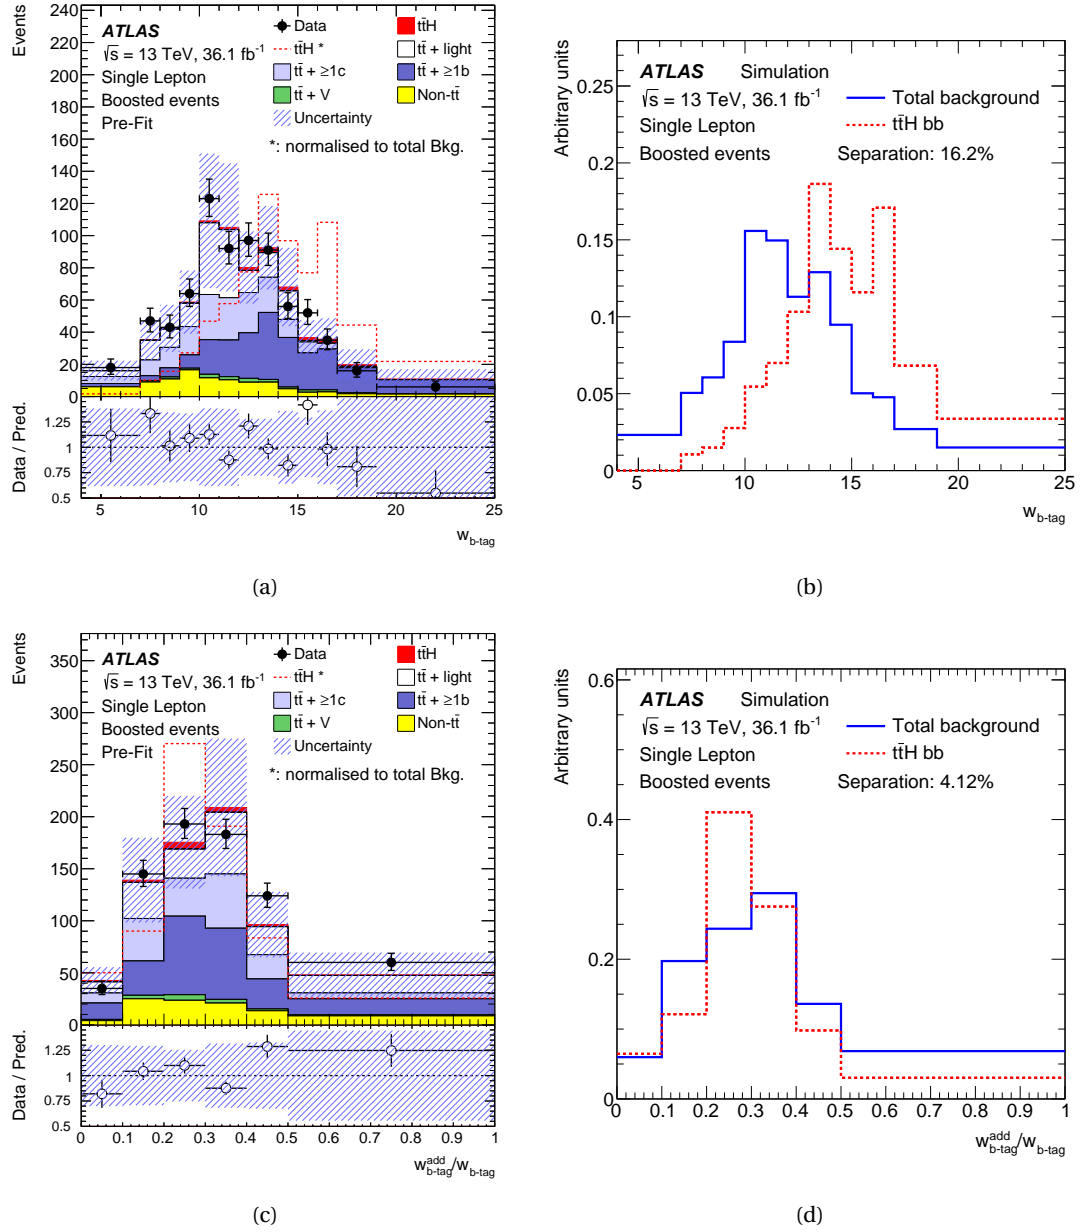 Events
240
220
200
180
160
140
120
100
80
60
40
20
0
ATLAS
√s = 13 TeV, 36.1 fb⁻¹
Single Lepton
Boosted events
Pre-Fit
Data
tt̄H
tt̄H *
tt̄ + light
tt̄ + ≥1c
tt̄ + ≥1b
tt̄ + V
Non-tt̄
Uncertainty
*: normalised to total Bkg.
Data / Pred.
1.25
1
0.75
0.5
5 10 15 20 25
w_b-tag
(a)
Arbitrary units
0.25
0.2
0.15
0.1
0.05
0
ATLAS Simulation
√s = 13 TeV, 36.1 fb⁻¹
Single Lepton
Boosted events
Total background
tt̄H bb
Separation: 16.2%
5 10 15 20 25
w_b-tag
(b)
Events
350
300
250
200
150
100
50
0
ATLAS
√s = 13 TeV, 36.1 fb⁻¹
Single Lepton
Boosted events
Pre-Fit
Data
tt̄H
tt̄H *
tt̄ + light
tt̄ + ≥1c
tt̄ + ≥1b
tt̄ + V
Non-tt̄
Uncertainty
*: normalised to total Bkg.
Data / Pred.
1.25
1
0.75
0.5
0 0.1 0.2 0.3 0.4 0.5 0.6 0.7 0.8 0.9 1
w_b-tag^add/w_b-tag
(c)
Arbitrary units
0.6
0.4
0.2
0
ATLAS Simulation
√s = 13 TeV, 36.1 fb⁻¹
Single Lepton
Boosted events
Total background
tt̄H bb
Separation: 4.12%
0 0.1 0.2 0.3 0.4 0.5 0.6 0.7 0.8 0.9 1
w_b-tag^add/w_b-tag
(d)